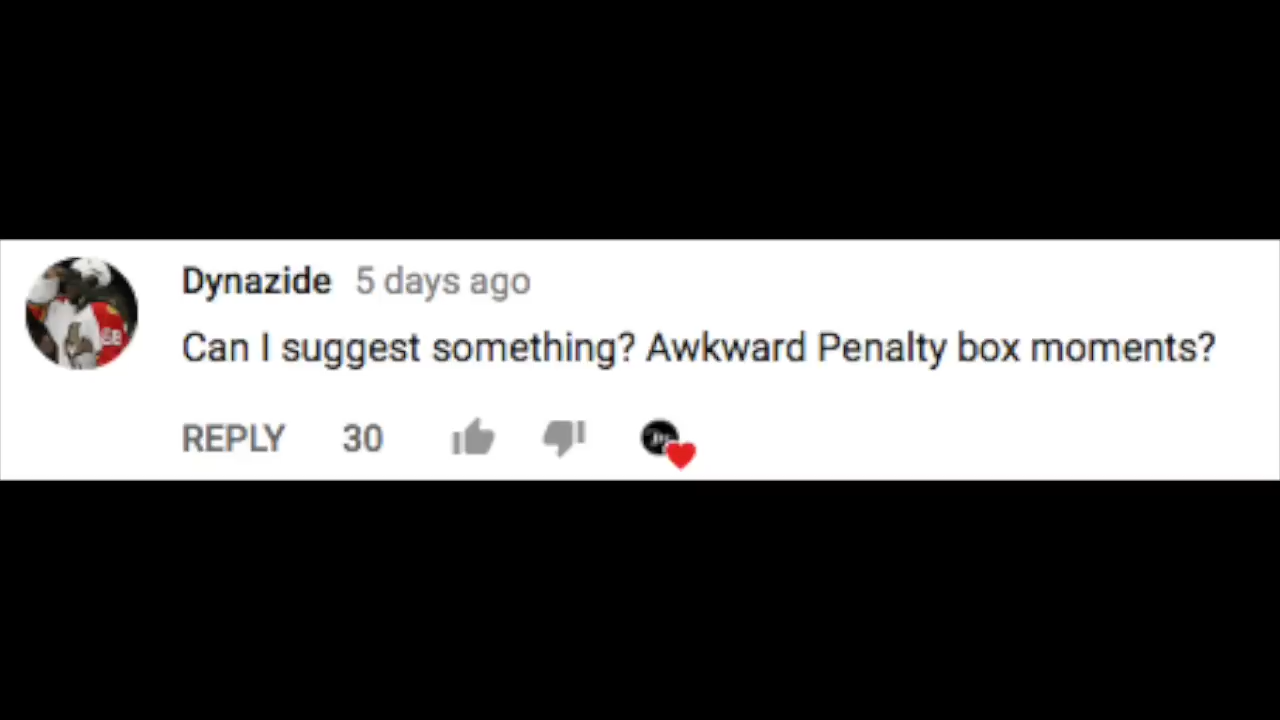 Dynazide 5 days ago
Can I suggest something? Awkward Penalty box moments?
REPLY 30